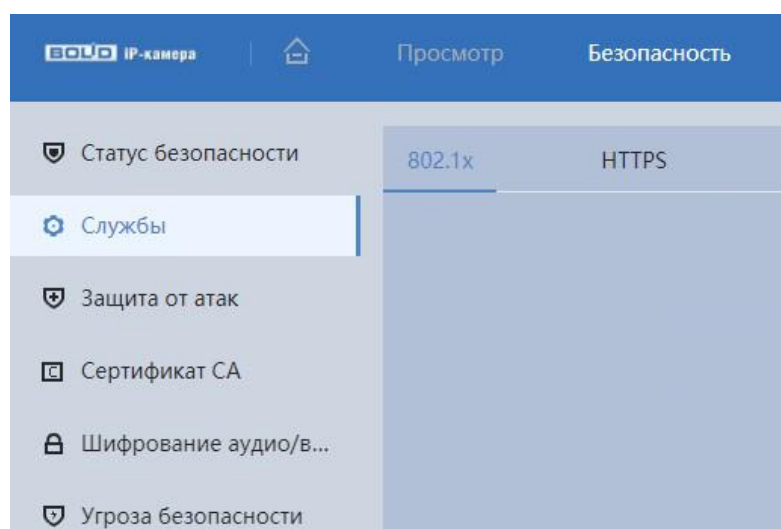 BOLID IP-камера Просмотр Безопасность
Статус безопасности
802.1x HTTPS
Службы
Защита от атак
Сертификат CA
Шифрование аудио/в...
Угроза безопасности